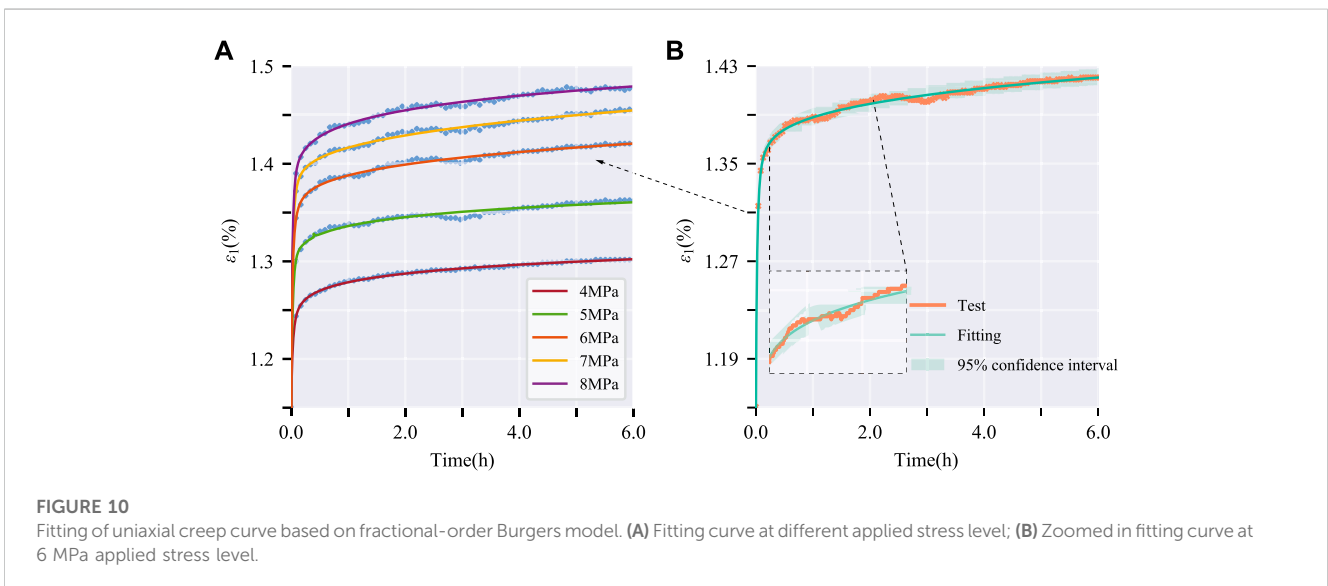 A
B
1.5
1.4
1.3
1.2
ε1(%)
4MPa
5MPa
6MPa
7MPa
8MPa
0.0
2.0
4.0
6.0
Time(h)
1.43
1.35
1.27
1.19
ε1(%)
Test
Fitting
95% confidence interval
0.0
2.0
4.0
6.0
Time(h)
FIGURE 10
Fitting of uniaxial creep curve based on fractional-order Burgers model. (A) Fitting curve at different applied stress level; (B) Zoomed in fitting curve at
6 MPa applied stress level.